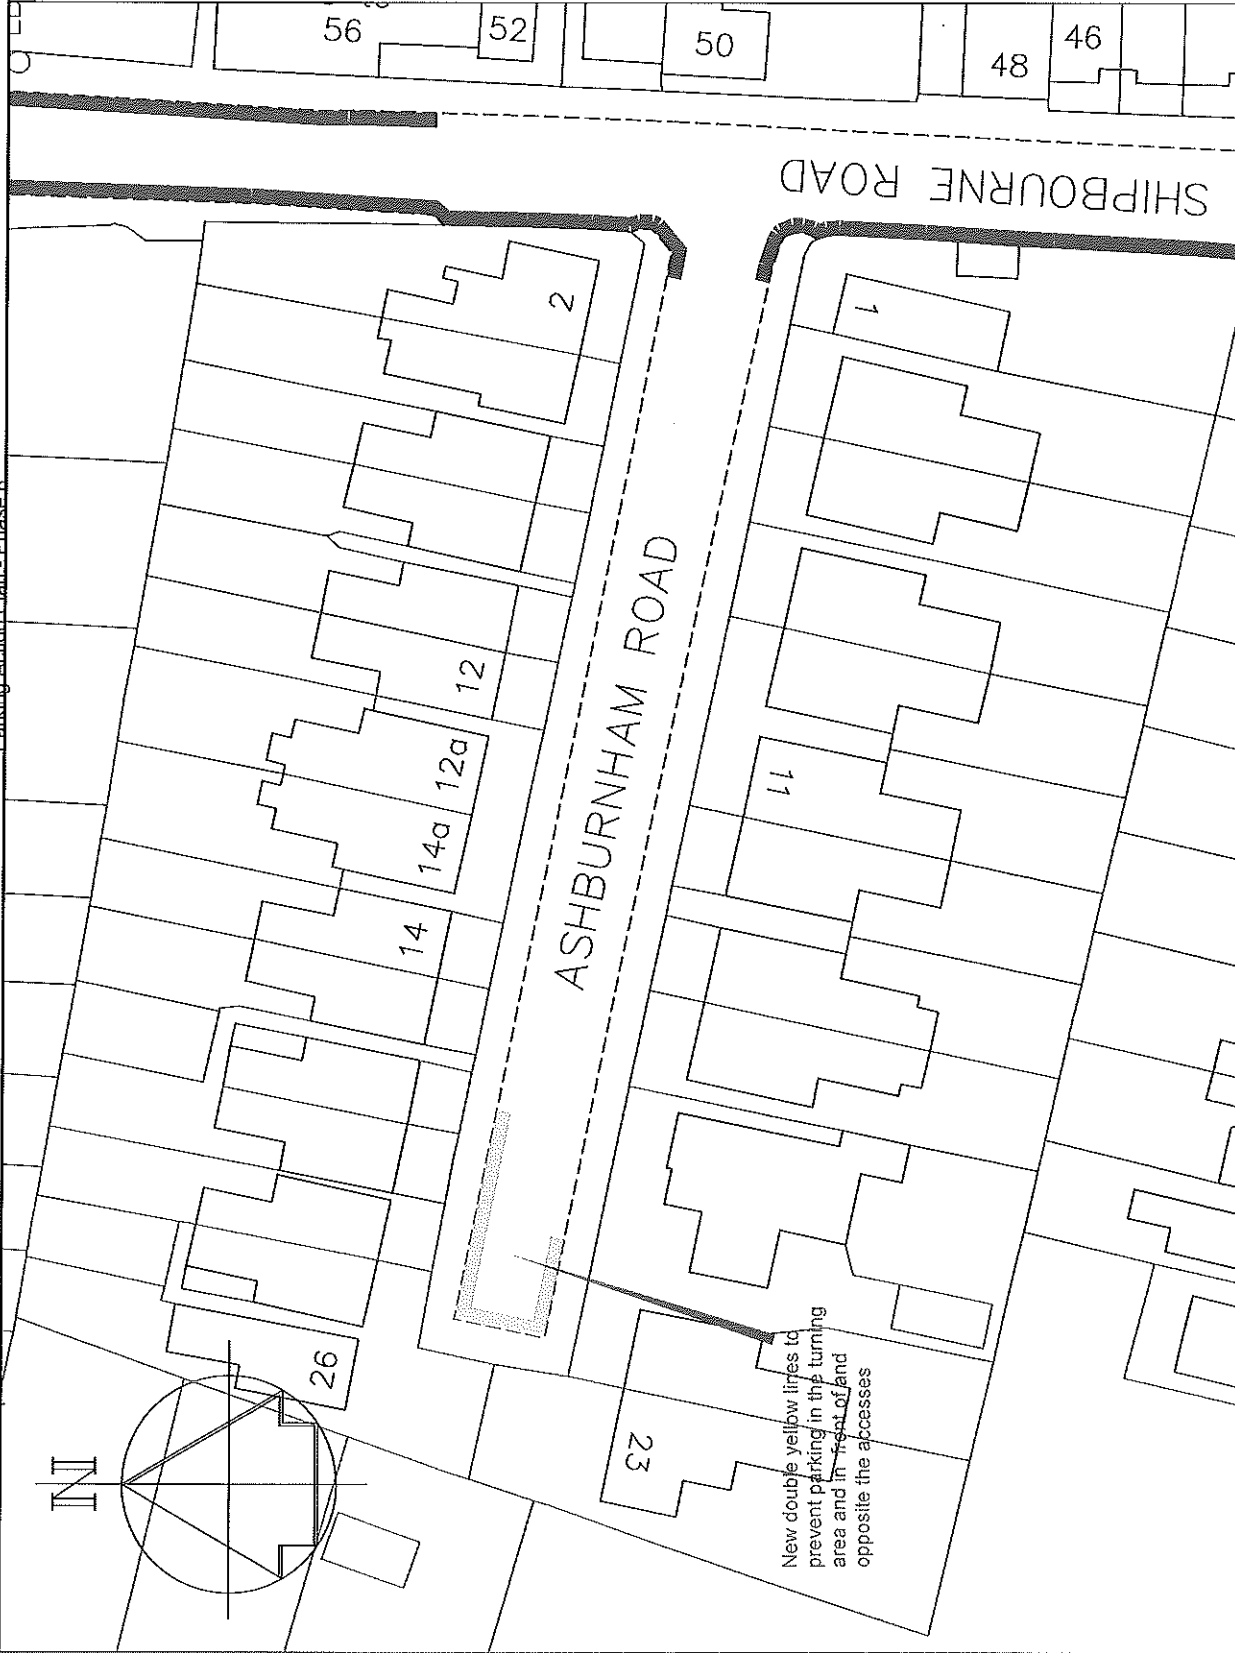 56
52
50
48
46
SHIPBOURNE ROAD
2
1
ASHBURNHAM ROAD
12
12a
14a
14
11
26
23
N
New double yellow lines to
prevent parking in the turning
area and in front of and
opposite the accesses